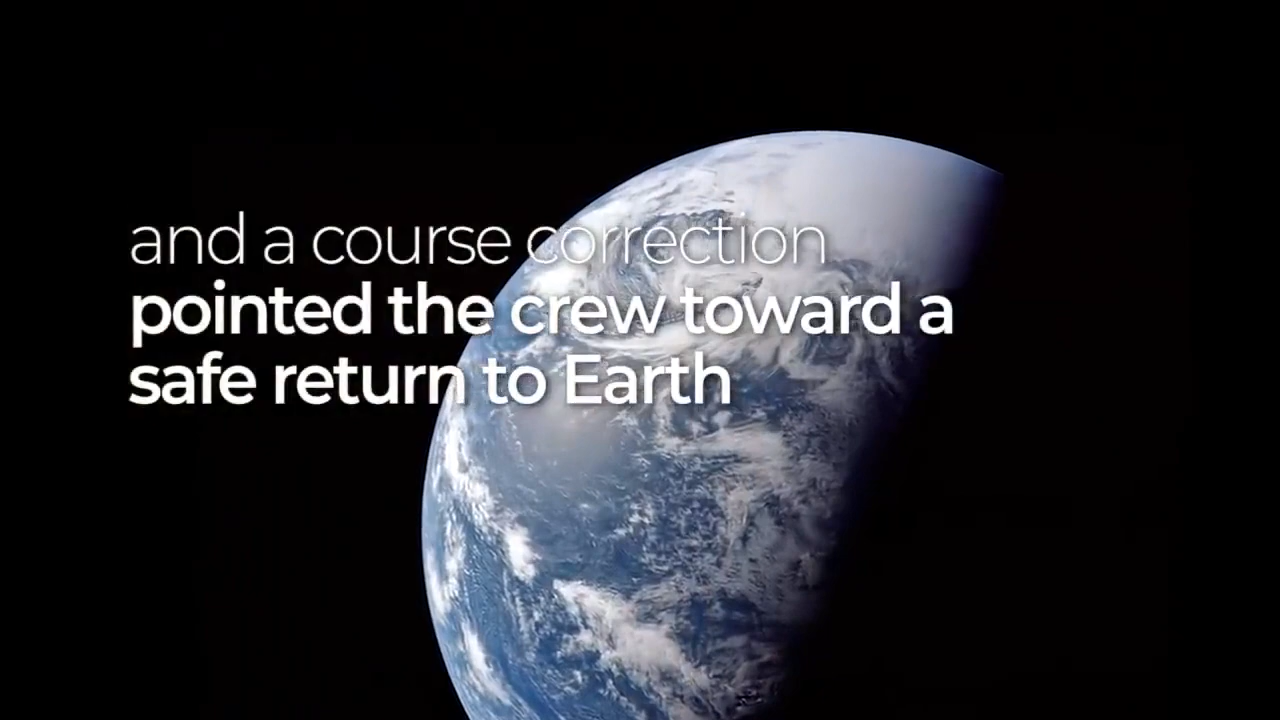 and a course correction
pointed the crew toward a
safe return to Earth